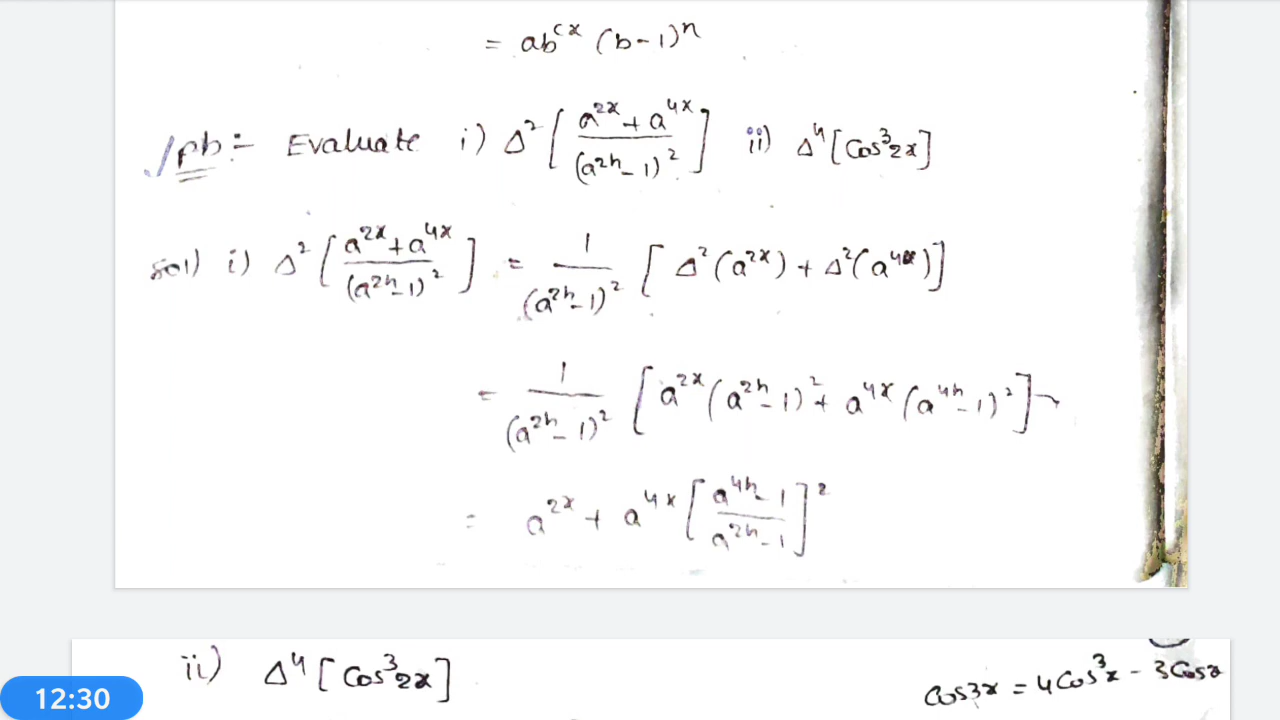 = ab^cx (b-1)^n
pb:- Evaluate i) Δ² [ (a^2x + a^4x) / (a^2h - 1)² ] ii) Δ⁴ [Cos³2x]
sol) i) Δ² [ (a^2x + a^4x) / (a^2h - 1)² ] = 1 / (a^2h - 1)² [ Δ²(a^2x) + Δ²(a^4x) ]
= 1 / (a^2h - 1)² [ a^2x (a^2h - 1)² + a^4x (a^4h - 1)² ]
= a^2x + a^4x [ (a^4h - 1) / (a^2h - 1) ]²
ii) Δ⁴ [Cos³2x] Cos3x = 4Cos³x - 3Cosx
12:30